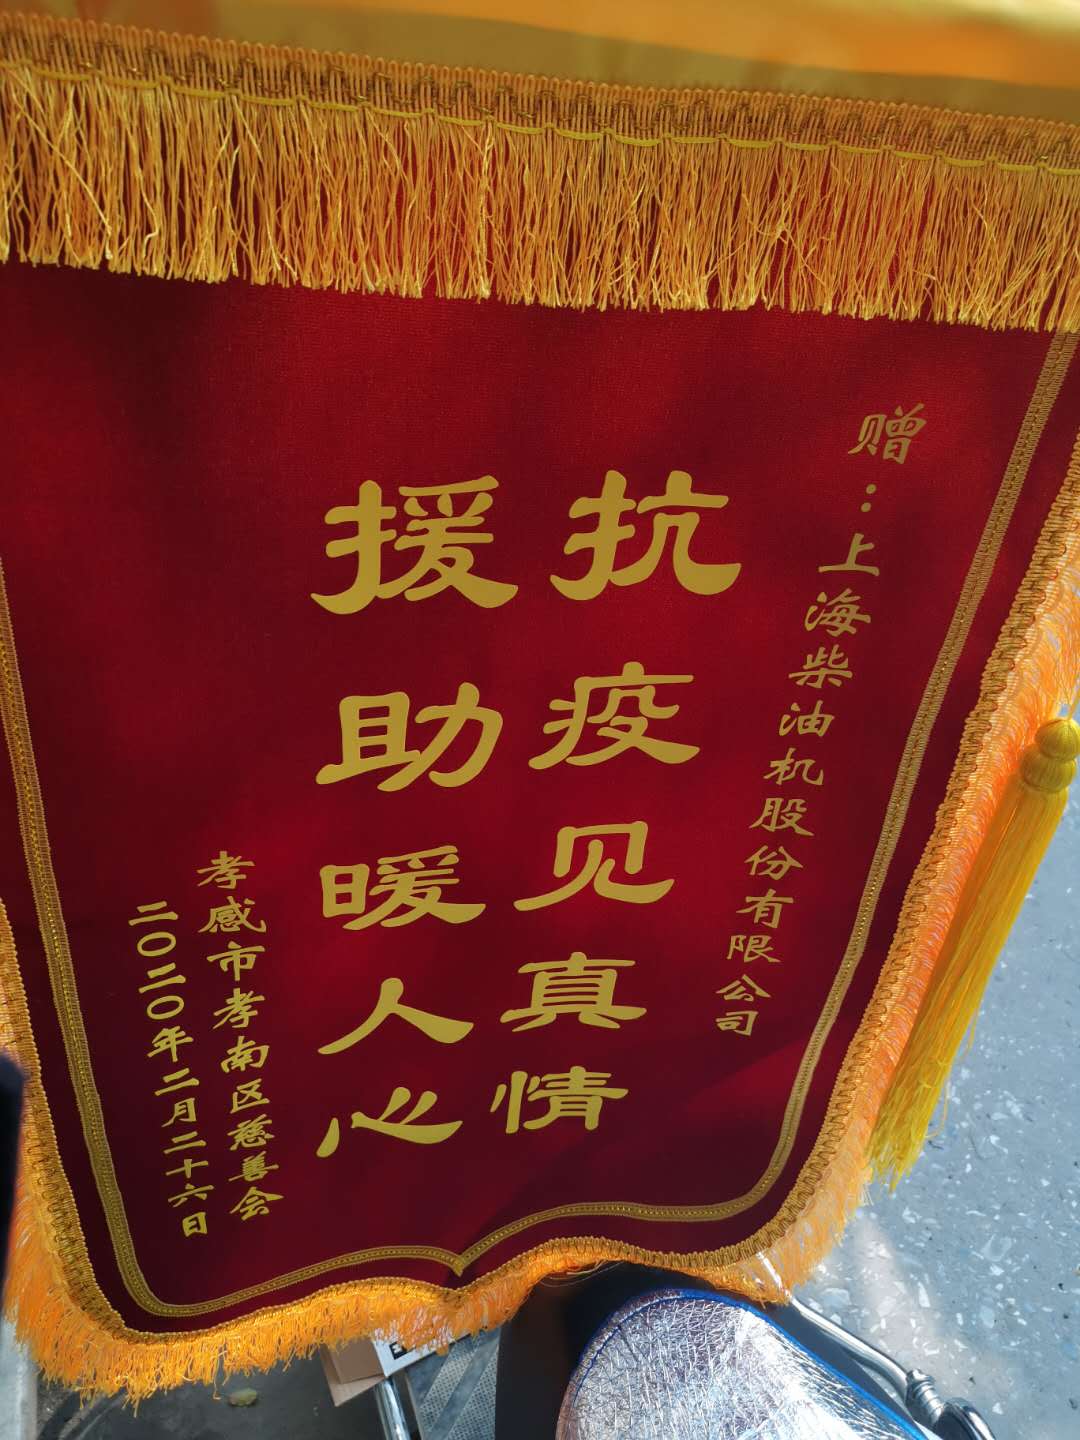 赠：上海柴油机股份有限公司
抗疫见真情
援助暖人心
孝感市孝南区慈善会
二〇二〇年二月二十六日